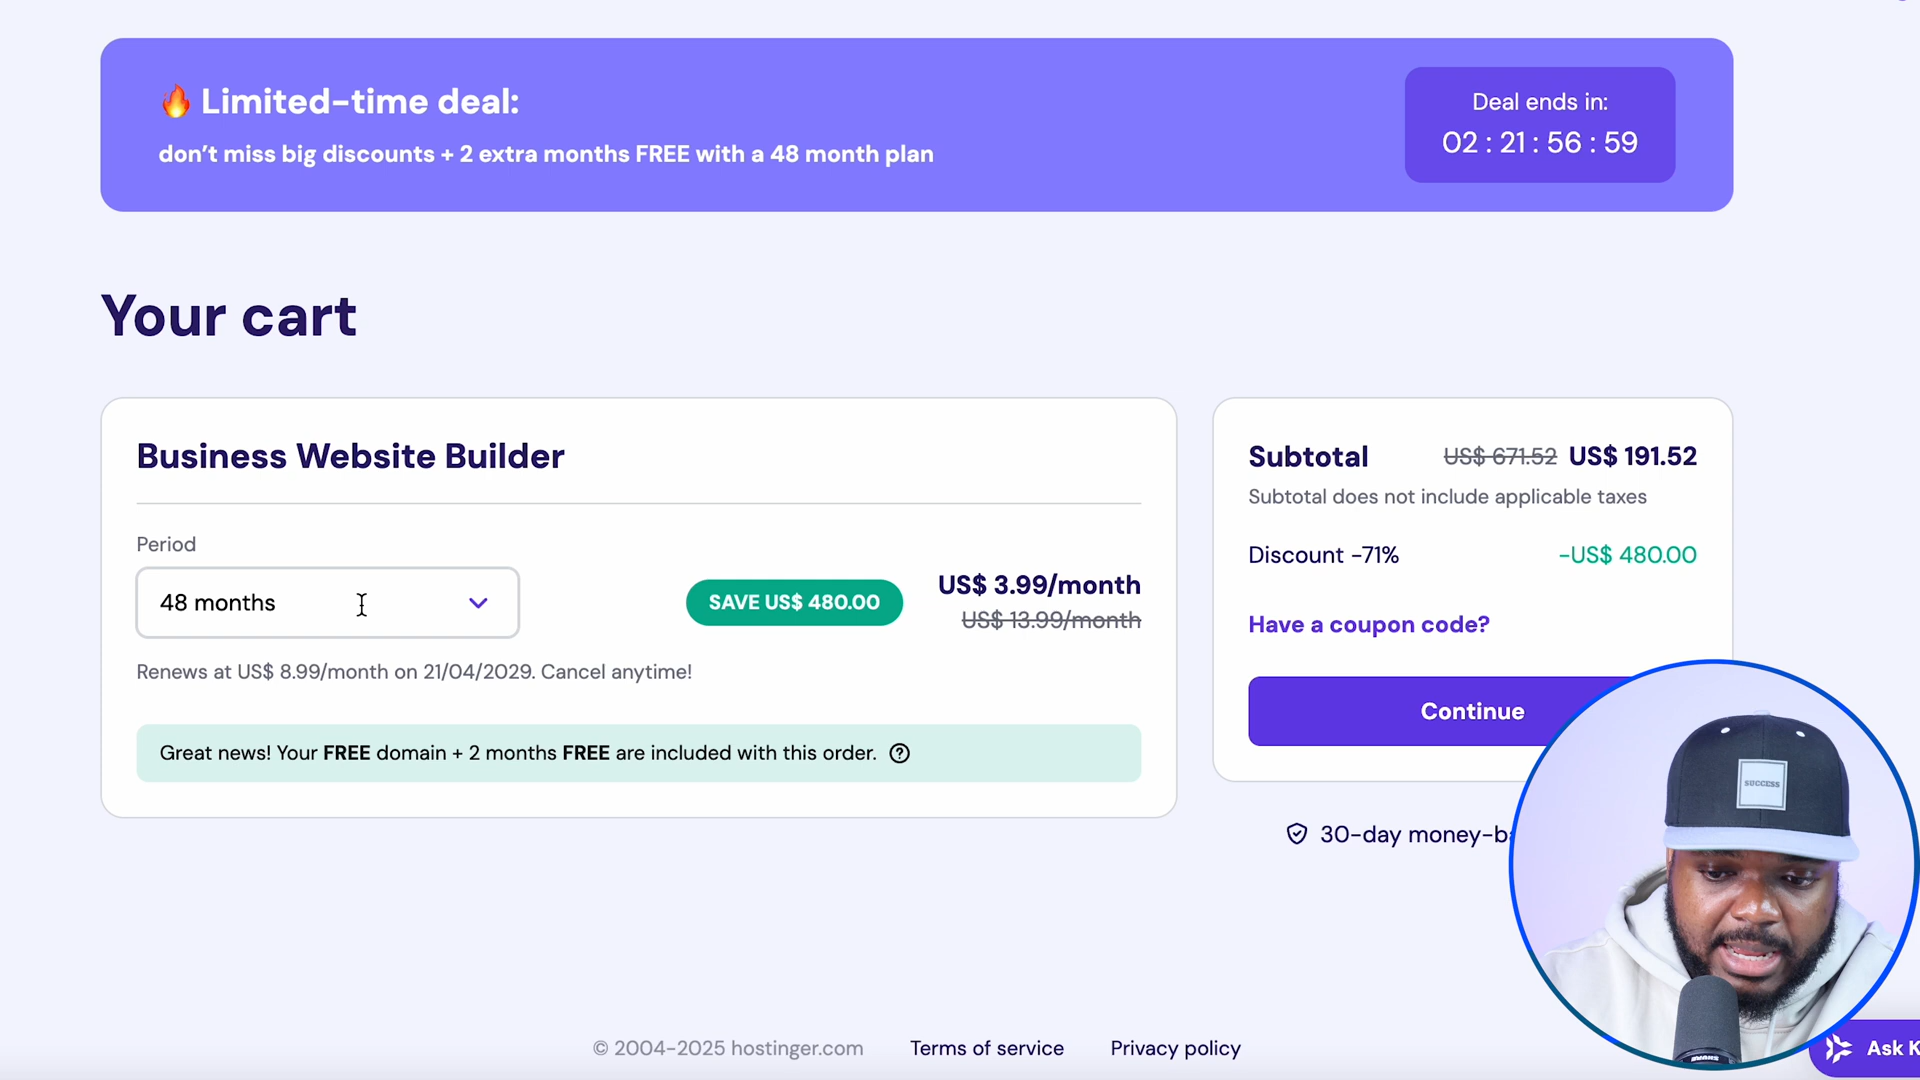 🔥 Limited-time deal:
don't miss big discounts + 2 extra months FREE with a 48 month plan
Deal ends in:
02 : 21 : 56 : 59
Your cart
Business Website Builder
Period
48 months
SAVE US$ 480.00
US$ 3.99/month
US$ 13.99/month
Renews at US$ 8.99/month on 21/04/2029. Cancel anytime!
Great news! Your FREE domain + 2 months FREE are included with this order.
Subtotal US$ 671.52 US$ 191.52
Subtotal does not include applicable taxes
Discount -71% -US$ 480.00
Have a coupon code?
Continue
30-day money-ba
SUCCESS
© 2004-2025 hostinger.com
Terms of service
Privacy policy
Ask K